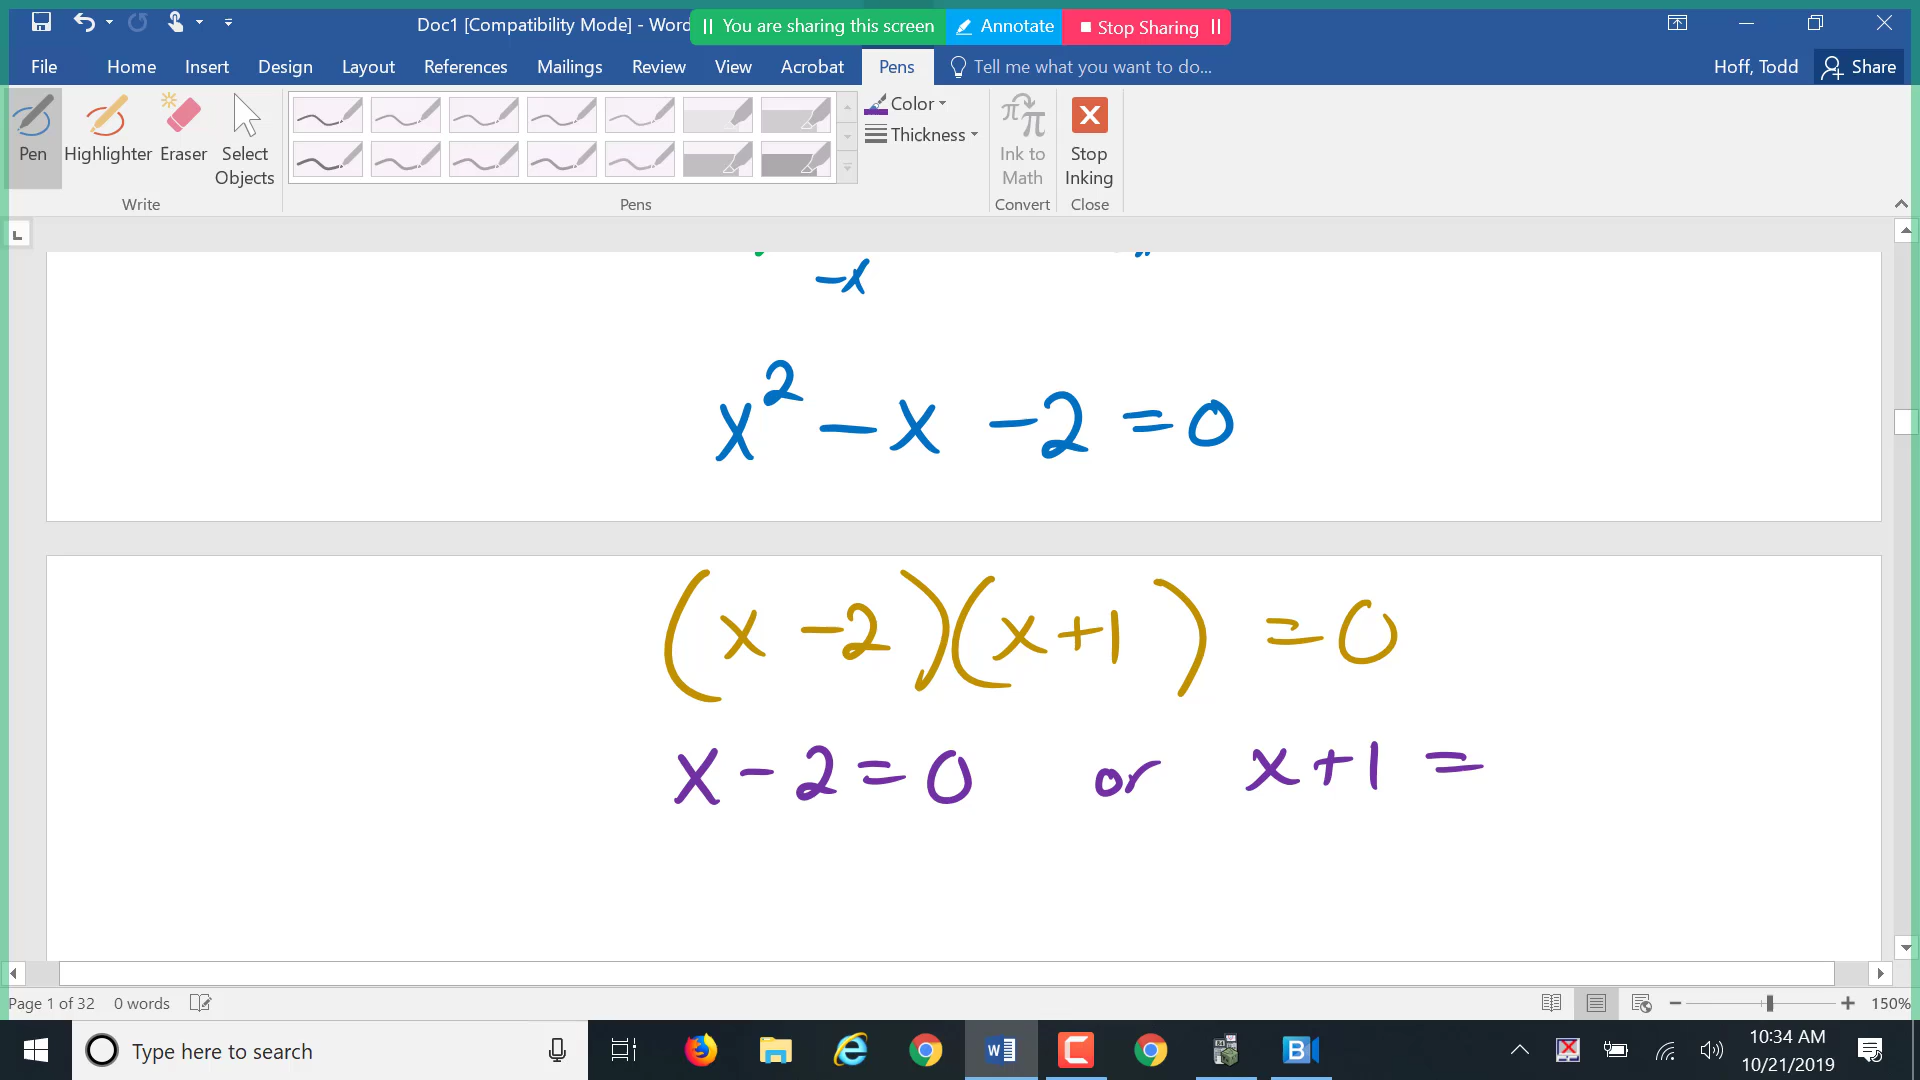 Doc1 [Compatibility Mode] - Word
You are sharing this screen
Annotate
Stop Sharing
File Home Insert Design Layout References Mailings Review View Acrobat Pens Tell me what you want to do... Hoff, Todd Share
Pen Highlighter Eraser Select Objects
Color
Thickness
Ink to Math
Stop Inking
Write Pens Convert Close
-x
x² - x - 2 = 0
(x - 2)(x + 1) = 0
x - 2 = 0 or x + 1 =
Page 1 of 32 0 words 150%
Type here to search
10:34 AM
10/21/2019